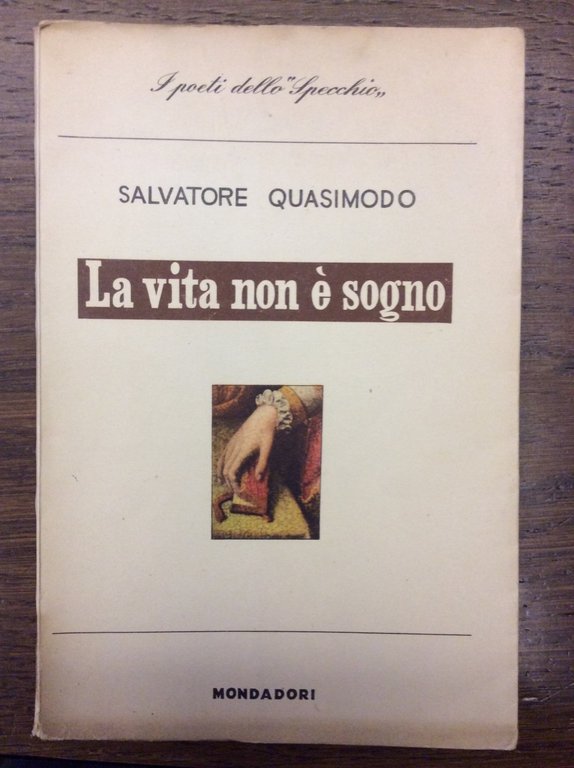 I poeti dello "Specchio„
SALVATORE QUASIMODO
La vita non è sogno
MONDADORI